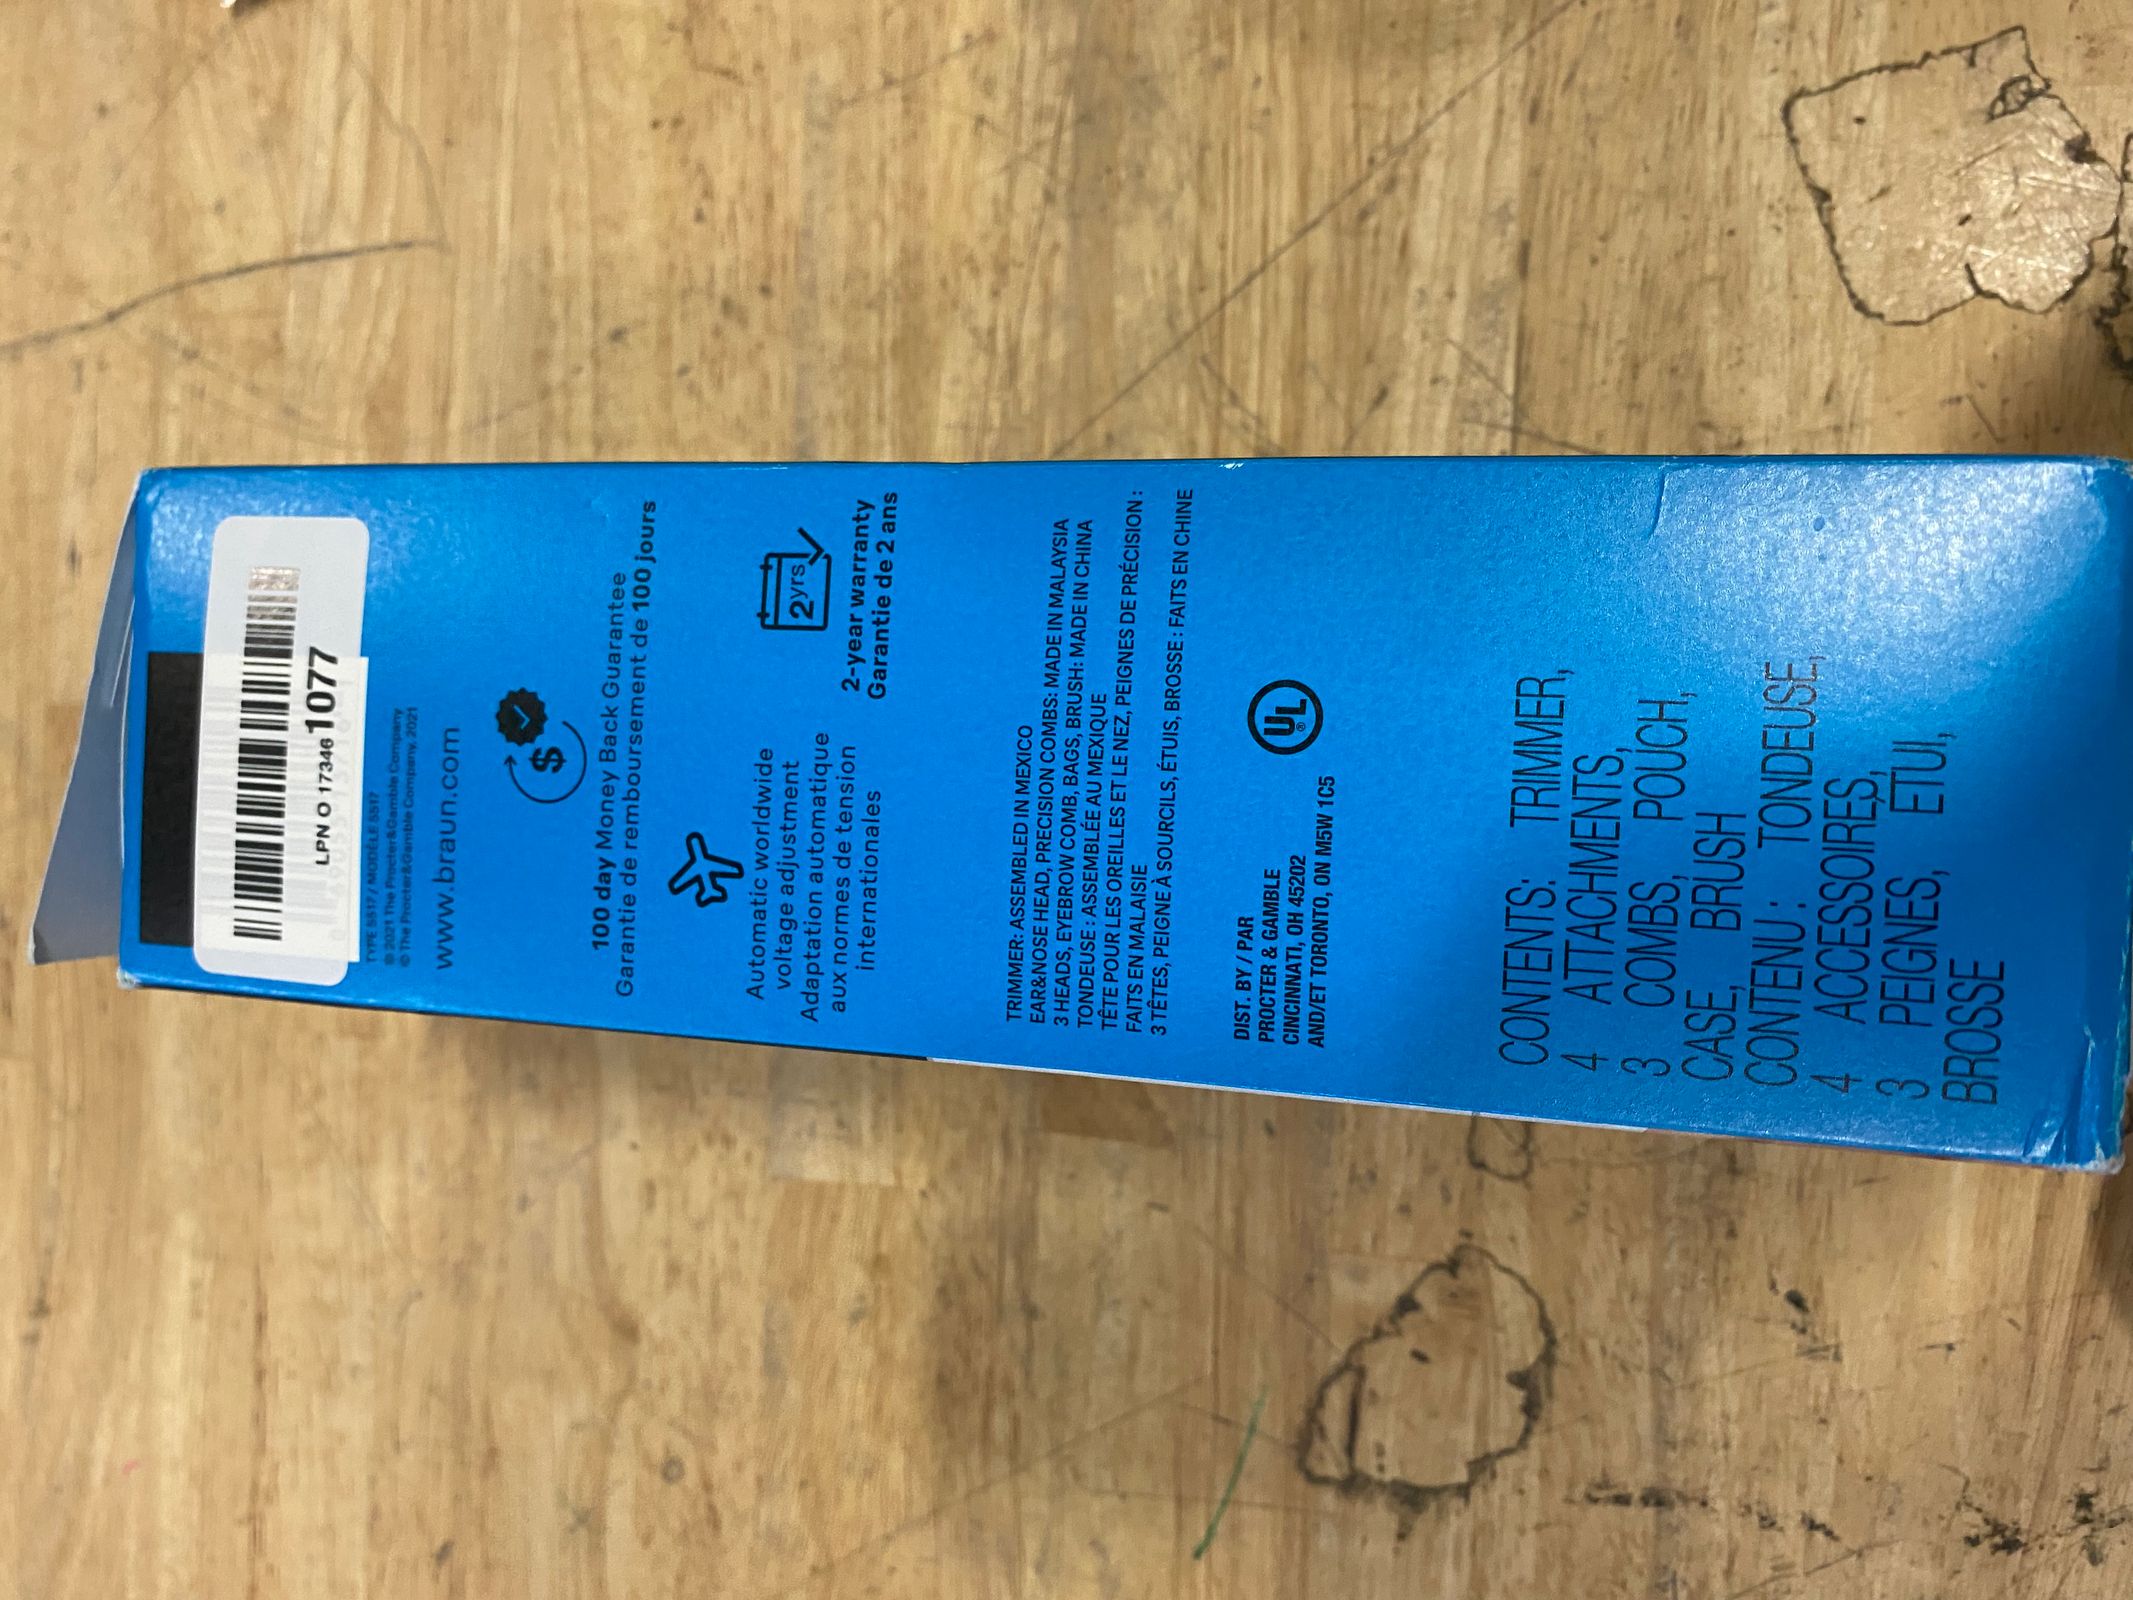 LPN O 17346 1077
TYPE 5517 / MODÈLE 5517
© 2021 The Procter&Gamble Company
© The Procter&Gamble Company, 2021
www.braun.com
$
100 day Money Back Guarantee
Garantie de remboursement de 100 jours
Automatic worldwide
voltage adjustment
Adaptation automatique
aux normes de tension
internationales
2yrs
2-year warranty
Garantie de 2 ans
TRIMMER: ASSEMBLED IN MEXICO
EAR&NOSE HEAD, PRECISION COMBS: MADE IN MALAYSIA
3 HEADS, EYEBROW COMB, BAGS, BRUSH: MADE IN CHINA
TONDEUSE : ASSEMBLÉE AU MEXIQUE
TÊTE POUR LES OREILLES ET LE NEZ, PEIGNES DE PRÉCISION :
FAITS EN MALAISIE
3 TÊTES, PEIGNE À SOURCILS, ÉTUIS, BROSSE : FAITS EN CHINE
DIST. BY / PAR
PROCTER & GAMBLE
CINCINNATI, OH 45202
AND/ET TORONTO, ON M5W 1C5
UL ®
CONTENTS: TRIMMER,
4 ATTACHMENTS,
3 COMBS, POUCH,
CASE, BRUSH
CONTENU : TONDEUSE,
4 ACCESSOIRES,
3 PEIGNES, ÉTUI,
BROSSE